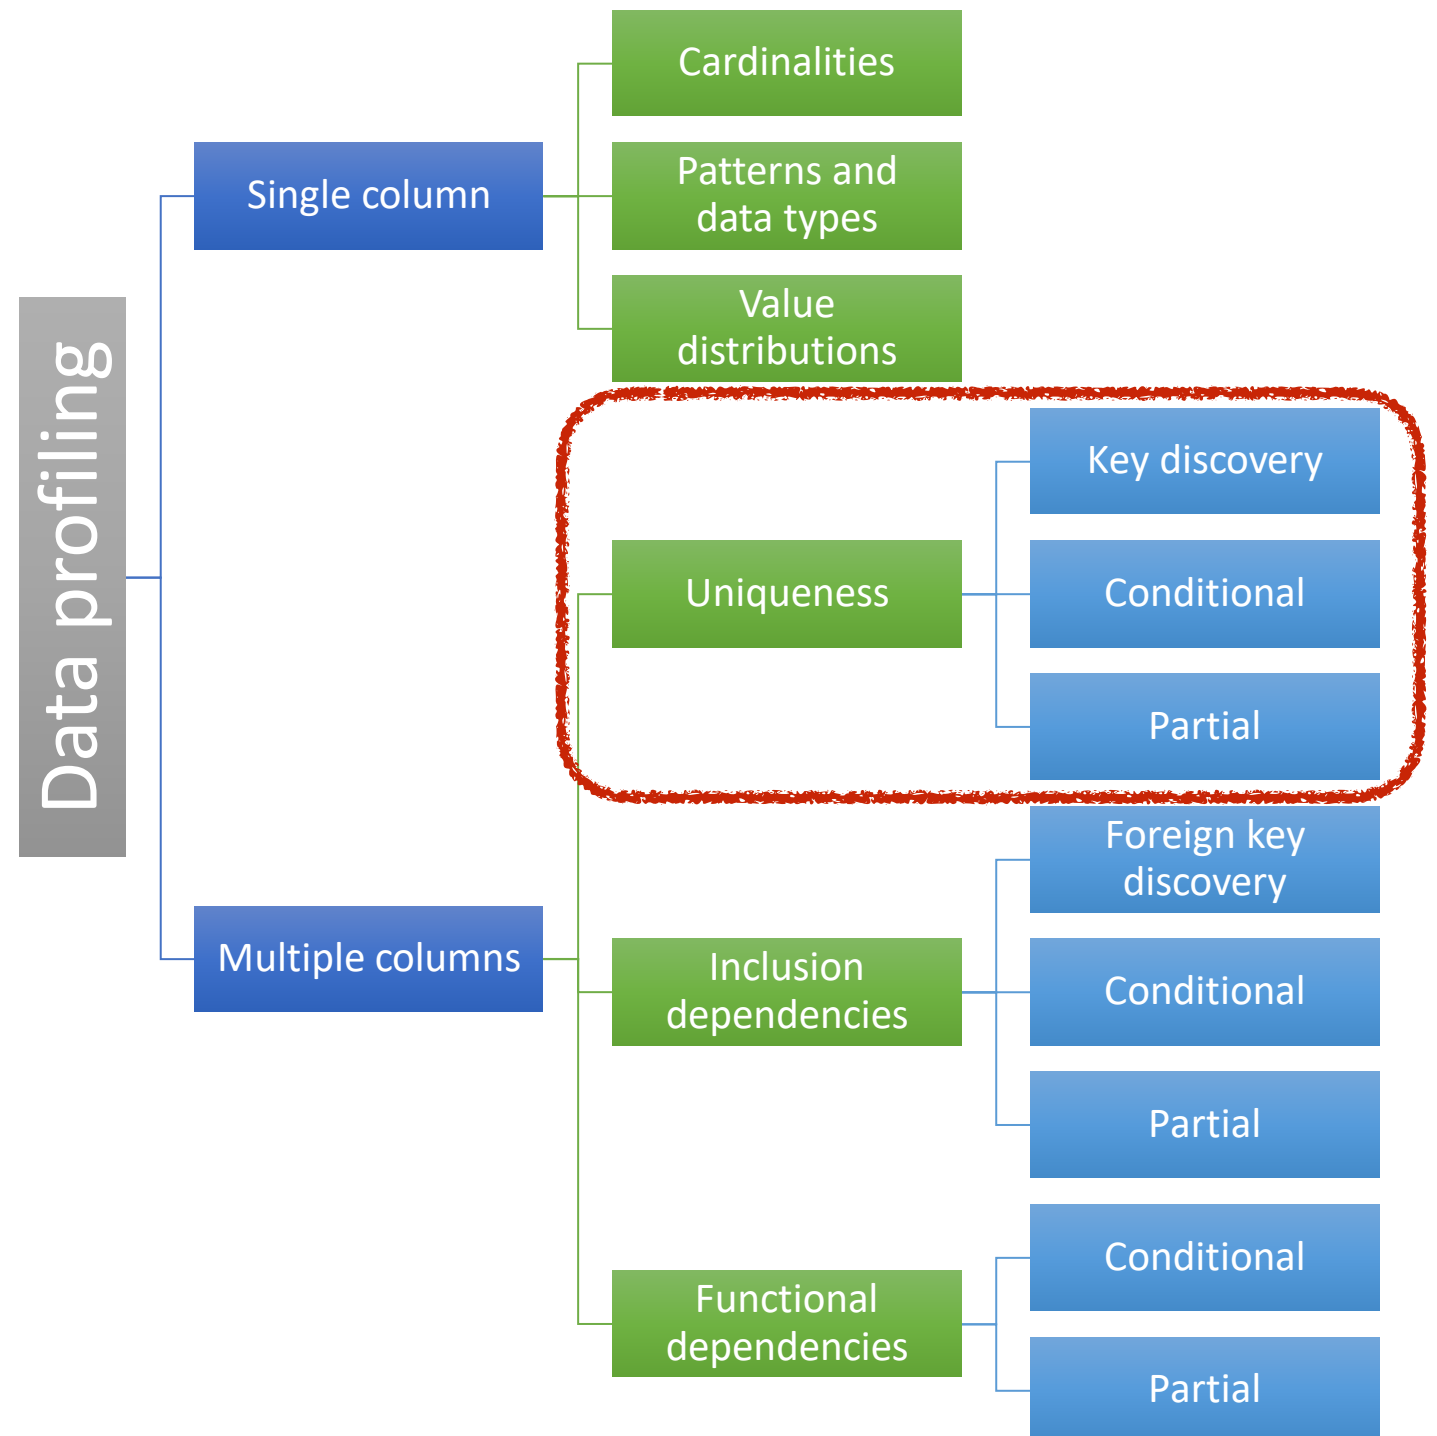 Data profiling
Single column
Cardinalities
Patterns and
data types
Value
distributions
Multiple columns
Uniqueness
Key discovery
Conditional
Partial
Inclusion
dependencies
Foreign key
discovery
Conditional
Partial
Functional
dependencies
Conditional
Partial